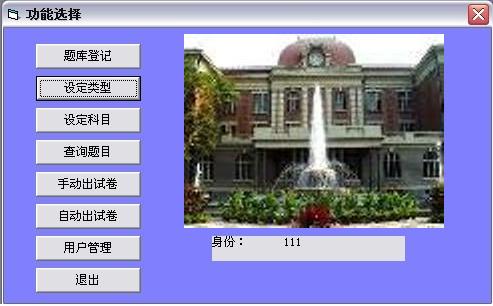 功能选择
题库登记
设定类型
设定科目
查询题目
手动出试卷
自动出试卷
用户管理
退出
身份： 111